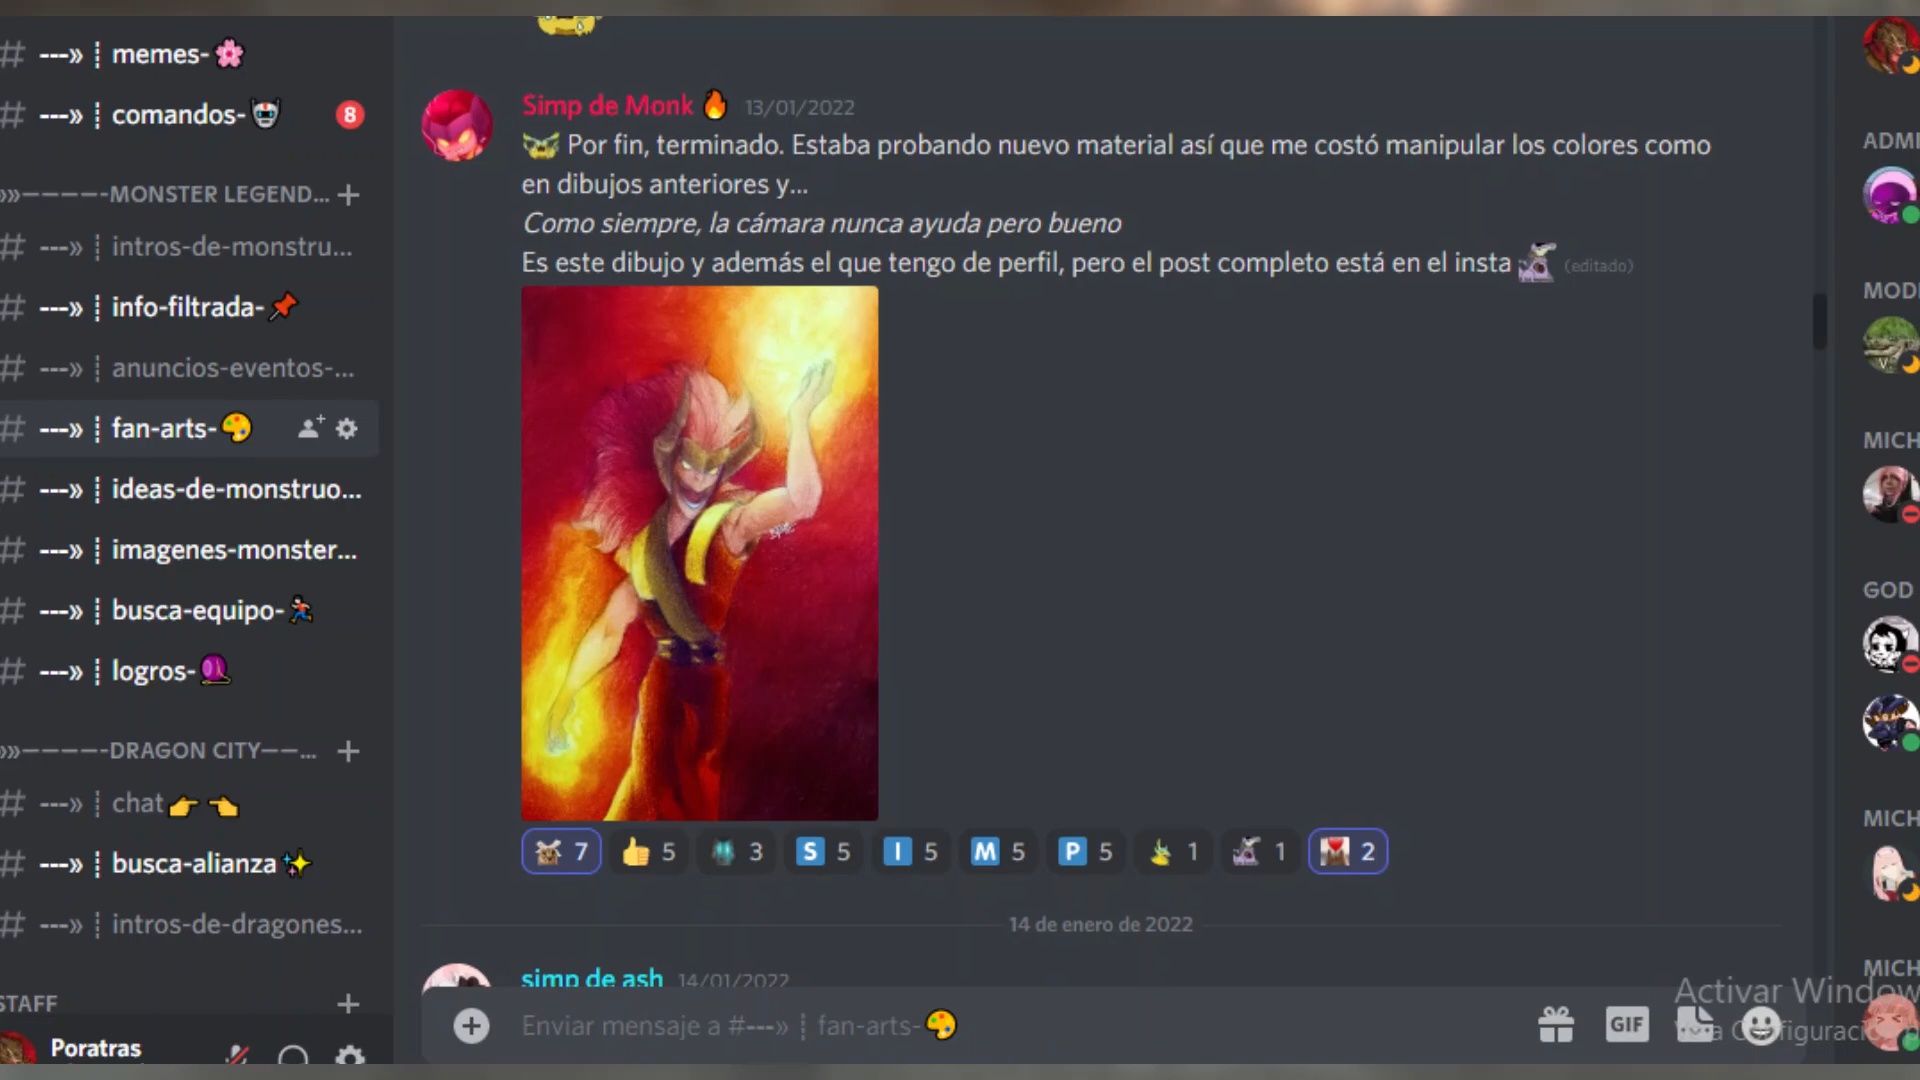 # ---» ¦ memes-🌸
# ---» ¦ comandos-🤖 8
»»—————-MONSTER LEGEND... +
# ---» ¦ intros-de-monstru...
# ---» ¦ info-filtrada-📌
# ---» ¦ anuncios-eventos-...
# ---» ¦ fan-arts-🎨
# ---» ¦ ideas-de-monstruo...
# ---» ¦ imagenes-monster...
# ---» ¦ busca-equipo-🏃
# ---» ¦ logros-
»»—————-DRAGON CITY——... +
# ---» ¦ chat👉👈
# ---» ¦ busca-alianza✨
# ---» ¦ intros-de-dragones...
STAFF +
Poratras
Simp de Monk 🔥 13/01/2022
Por fin, terminado. Estaba probando nuevo material así que me costó manipular los colores como
en dibujos anteriores y...
Como siempre, la cámara nunca ayuda pero bueno
Es este dibujo y además el que tengo de perfil, pero el post completo está en el insta (editado)
7 👍 5 3 S 5 I 5 M 5 P 5 1 1 2
14 de enero de 2022
simp de ash 14/01/2022
Enviar mensaje a #---» ¦ fan-arts-🎨
GIF
ADMI
MODE
MICH
GOD
MICH
MICH
Activar Window